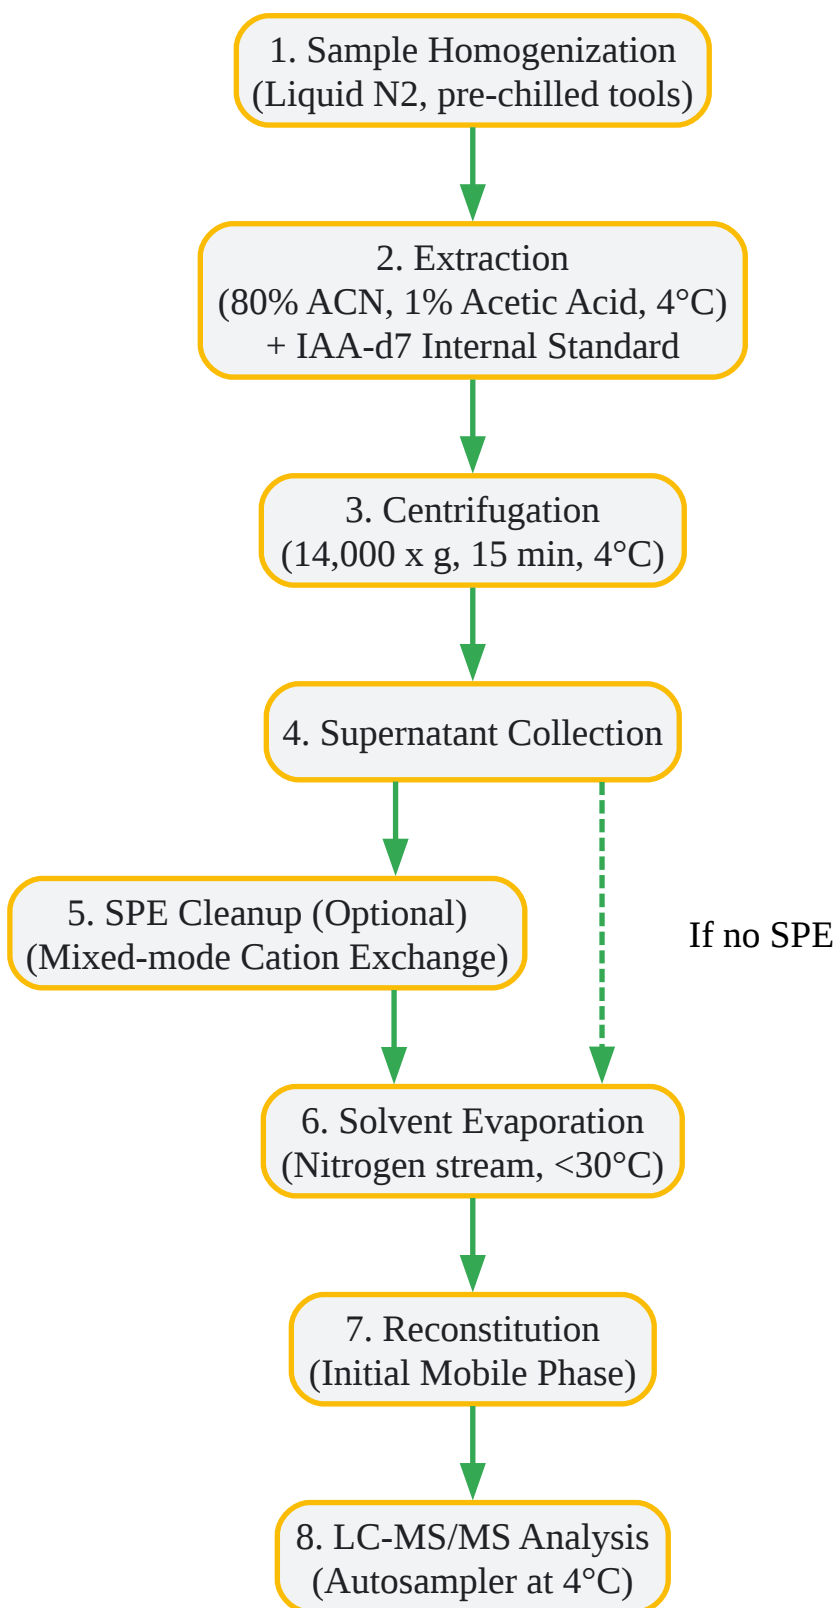 1. Sample Homogenization
(Liquid N2, pre-chilled tools)
2. Extraction
(80% ACN, 1% Acetic Acid, 4°C)
+ IAA-d7 Internal Standard
3. Centrifugation
(14,000 x g, 15 min, 4°C)
4. Supernatant Collection
5. SPE Cleanup (Optional)
(Mixed-mode Cation Exchange)
If no SPE
6. Solvent Evaporation
(Nitrogen stream, <30°C)
7. Reconstitution
(Initial Mobile Phase)
8. LC-MS/MS Analysis
(Autosampler at 4°C)